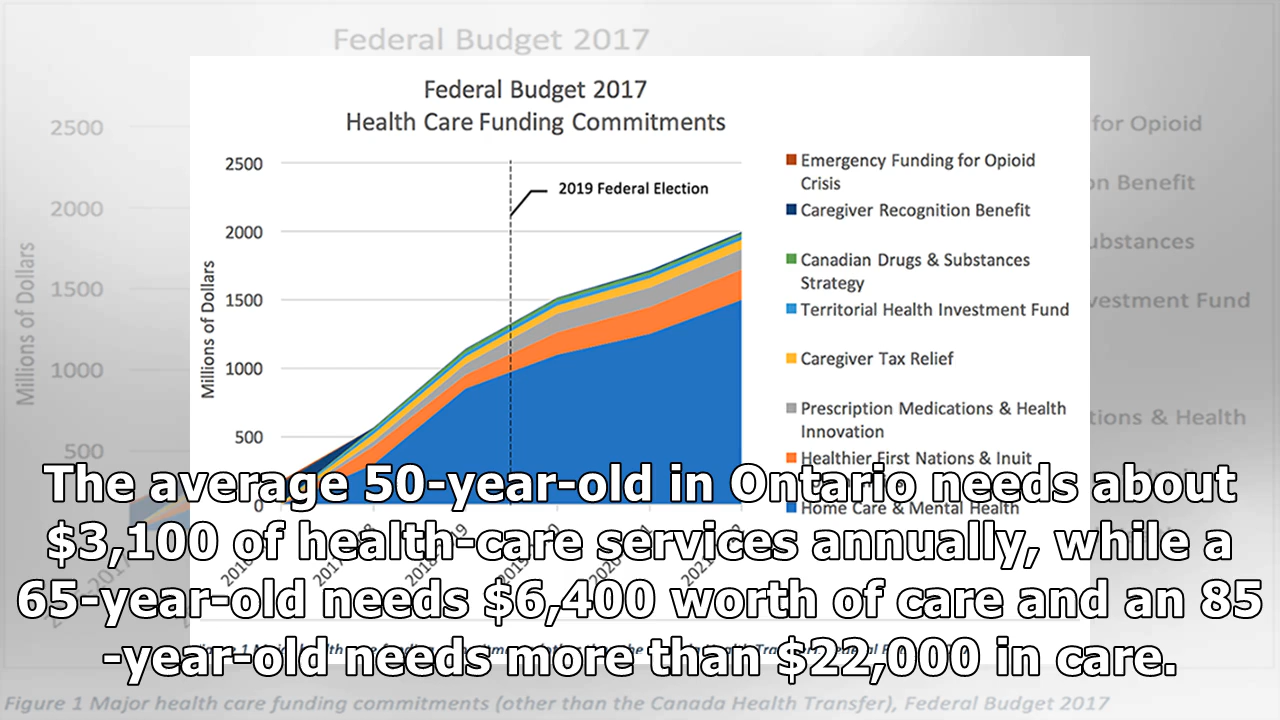 Federal Budget 2017
Federal Budget 2017
Health Care Funding Commitments
2500
2000
1500
1000
500
0
Millions of Dollars
2019 Federal Election
Emergency Funding for Opioid
Crisis
Caregiver Recognition Benefit
Canadian Drugs & Substances
Strategy
Territorial Health Investment Fund
Caregiver Tax Relief
Prescription Medications & Health
Innovation
Healthier First Nations & Inuit
Home Care & Mental Health
2500
2000
1500
1000
500
Millions of Dollars
for Opioid
Benefit
Investment Fund
& Health
The average 50-year-old in Ontario needs about
$3,100 of health-care services annually, while a
65-year-old needs $6,400 worth of care and an 85
-year-old needs more than $22,000 in care.
Figure 1 Major health care funding commitments (other than the Canada Health Transfer), Federal Budget 2017